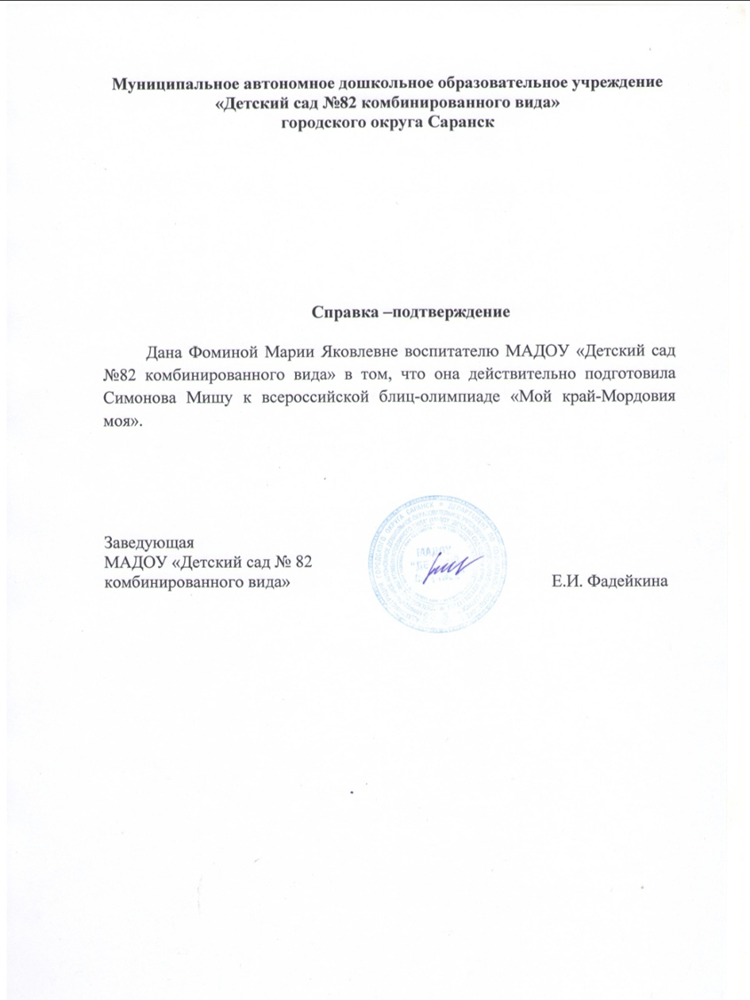 Муниципальное автономное дошкольное образовательное учреждение
«Детский сад №82 комбинированного вида»
городского округа Саранск
Справка –подтверждение
Дана Фоминой Марии Яковлевне воспитателю МАДОУ «Детский сад
№82 комбинированного вида» в том, что она действительно подготовила
Симонова Мишу к всероссийской блиц-олимпиаде «Мой край-Мордовия
моя».
Заведующая
МАДОУ «Детский сад № 82
комбинированного вида»
Е.И. Фадейкина